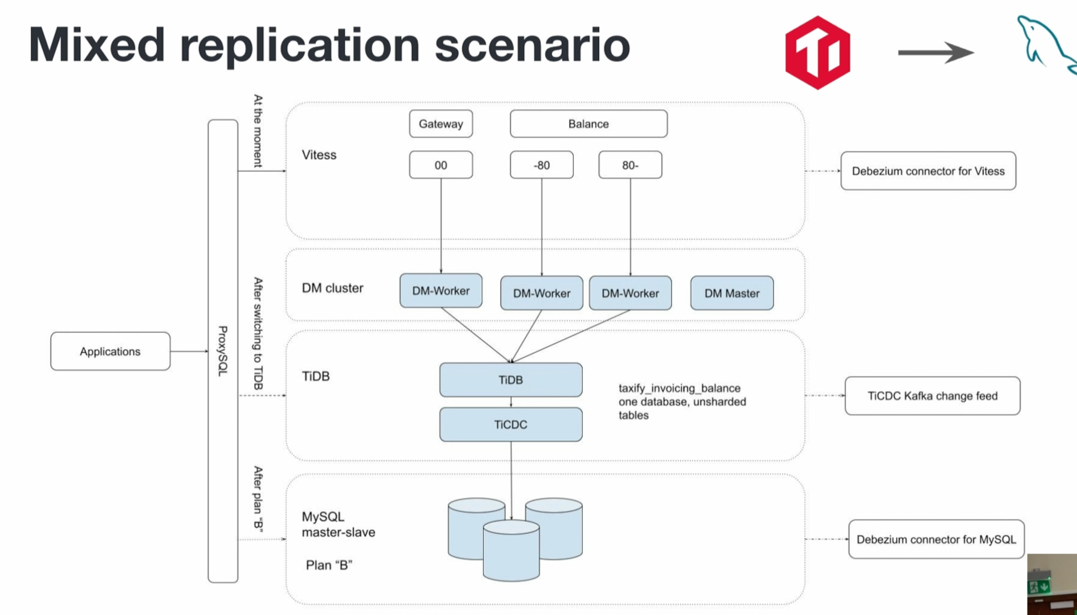 Mixed replication scenario
Ti
At the moment
Vitess
Gateway
Balance
00
-80
80-
Debezium connector for Vitess
DM cluster
DM-Worker
DM-Worker
DM-Worker
DM Master
Applications
ProxySQL
After switching to TiDB
TiDB
TiDB
TiCDC
taxify_invoicing_balance
one database, unsharded
tables
TiCDC Kafka change feed
After plan “B”
MySQL
master-slave
Plan “B”
Debezium connector for MySQL